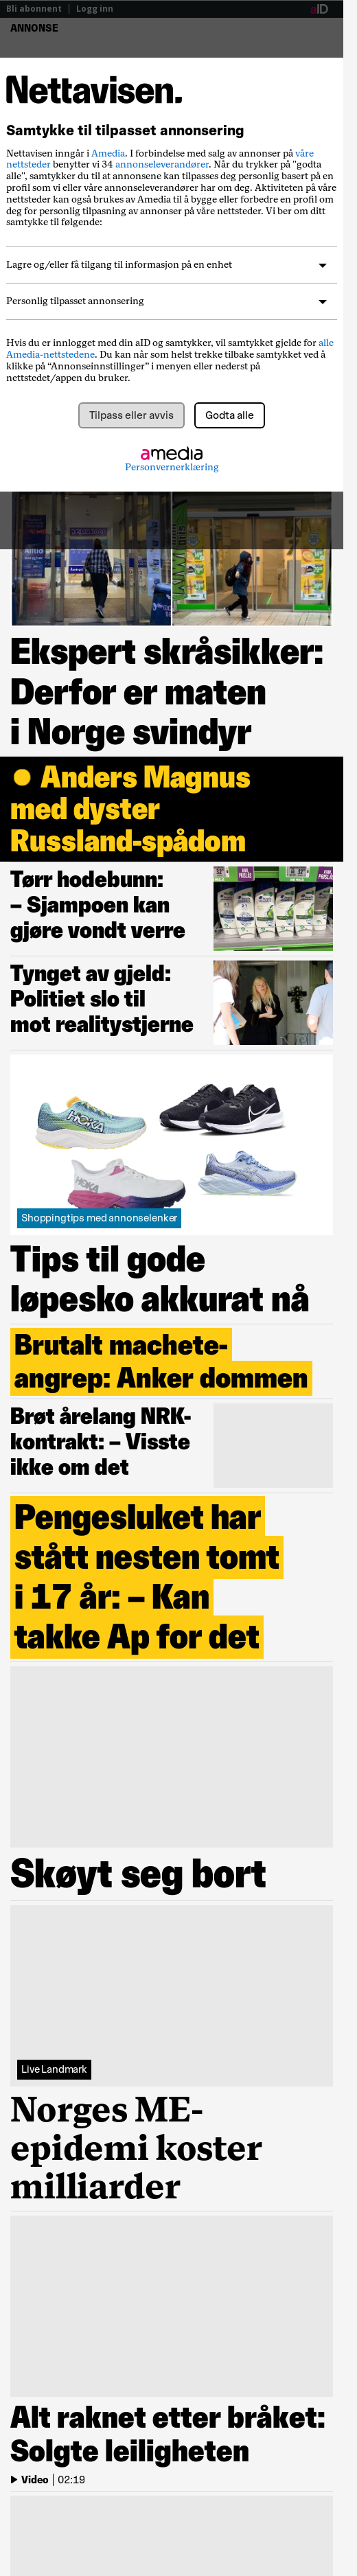 Bli abonnent | Logg inn
aID
ANNONSE
Nettavisen.
Samtykke til tilpasset annonsering
Nettavisen inngår i Amedia. I forbindelse med salg av annonser på våre
nettsteder benytter vi 34 annonseleverandører. Når du trykker på "godta
alle", samtykker du til at annonsene kan tilpasses deg personlig basert på en
profil som vi eller våre annonseleverandører har om deg. Aktiviteten på våre
nettsteder kan også brukes av Amedia til å bygge eller forbedre en profil om
deg for personlig tilpasning av annonser på våre nettsteder. Vi ber om ditt
samtykke til følgende:
Lagre og/eller få tilgang til informasjon på en enhet
Personlig tilpasset annonsering
Hvis du er innlogget med din aID og samtykker, vil samtykket gjelde for alle
Amedia-nettstedene. Du kan når som helst trekke tilbake samtykket ved å
klikke på “Annonseinnstillinger” i menyen eller nederst på
nettstedet/appen du bruker.
Tilpass eller avvis
Godta alle
amedia
Personvernerklæring
Ekspert skråsikker:
Derfor er maten
i Norge svindyr
Anders Magnus
med dyster
Russland-spådom
Tørr hodebunn:
– Sjampoen kan
gjøre vondt verre
Tynget av gjeld:
Politiet slo til
mot realitystjerne
HOKA
HOKA
Shoppingtips med annonselenker
Tips til gode
løpesko akkurat nå
Brutalt machete-
angrep: Anker dommen
Brøt årelang NRK-
kontrakt: – Visste
ikke om det
Pengesluket har
stått nesten tomt
i 17 år: – Kan
takke Ap for det
Skøyt seg bort
Live Landmark
Norges ME-
epidemi koster
milliarder
Alt raknet etter bråket:
Solgte leiligheten
Video | 02:19